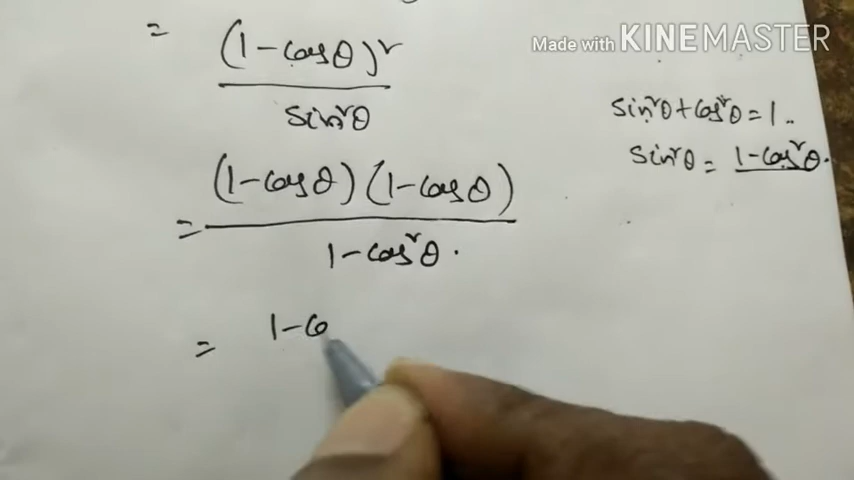 Made with KINEMASTER
= (1-cosθ)²
sin²θ
sin²θ+cos²θ=1..
sin²θ = 1-cos²θ.
= (1-cosθ)(1-cosθ)
1-cos²θ.
= 1-co